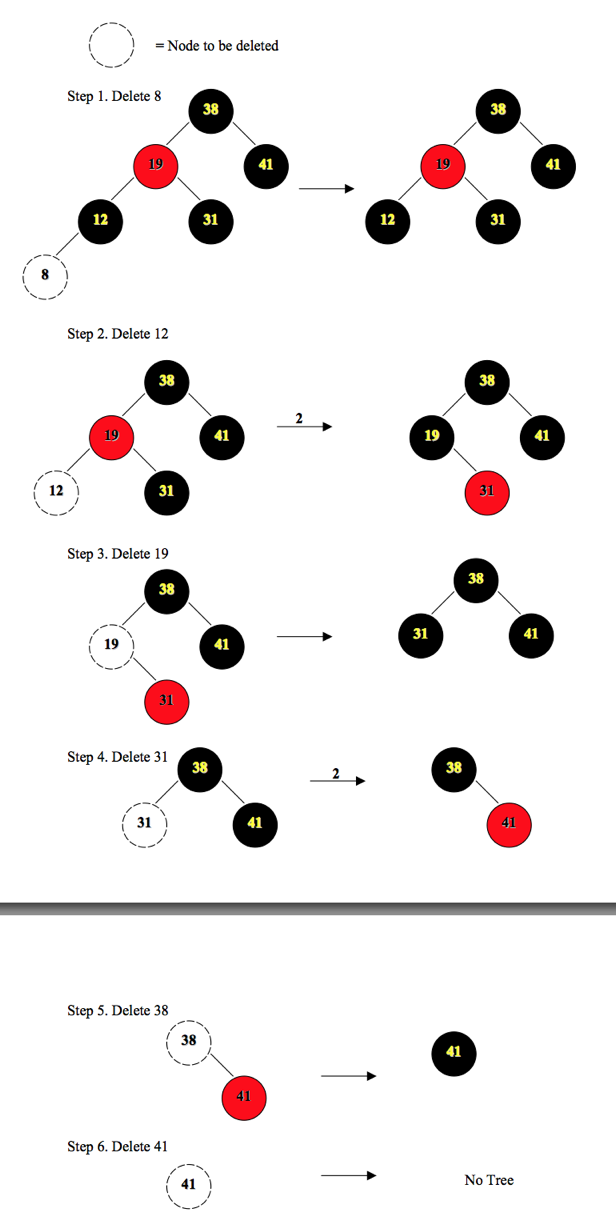 = Node to be deleted
Step 1. Delete 8
38 38
19 41 19 41
12 31 12 31
8
Step 2. Delete 12
38 38
19 41 2 19 41
12 31 31
Step 3. Delete 19
38 38
19 41 31 41
31
Step 4. Delete 31
38 2 38
31 41 41
Step 5. Delete 38
38 41
41
Step 6. Delete 41
41 No Tree